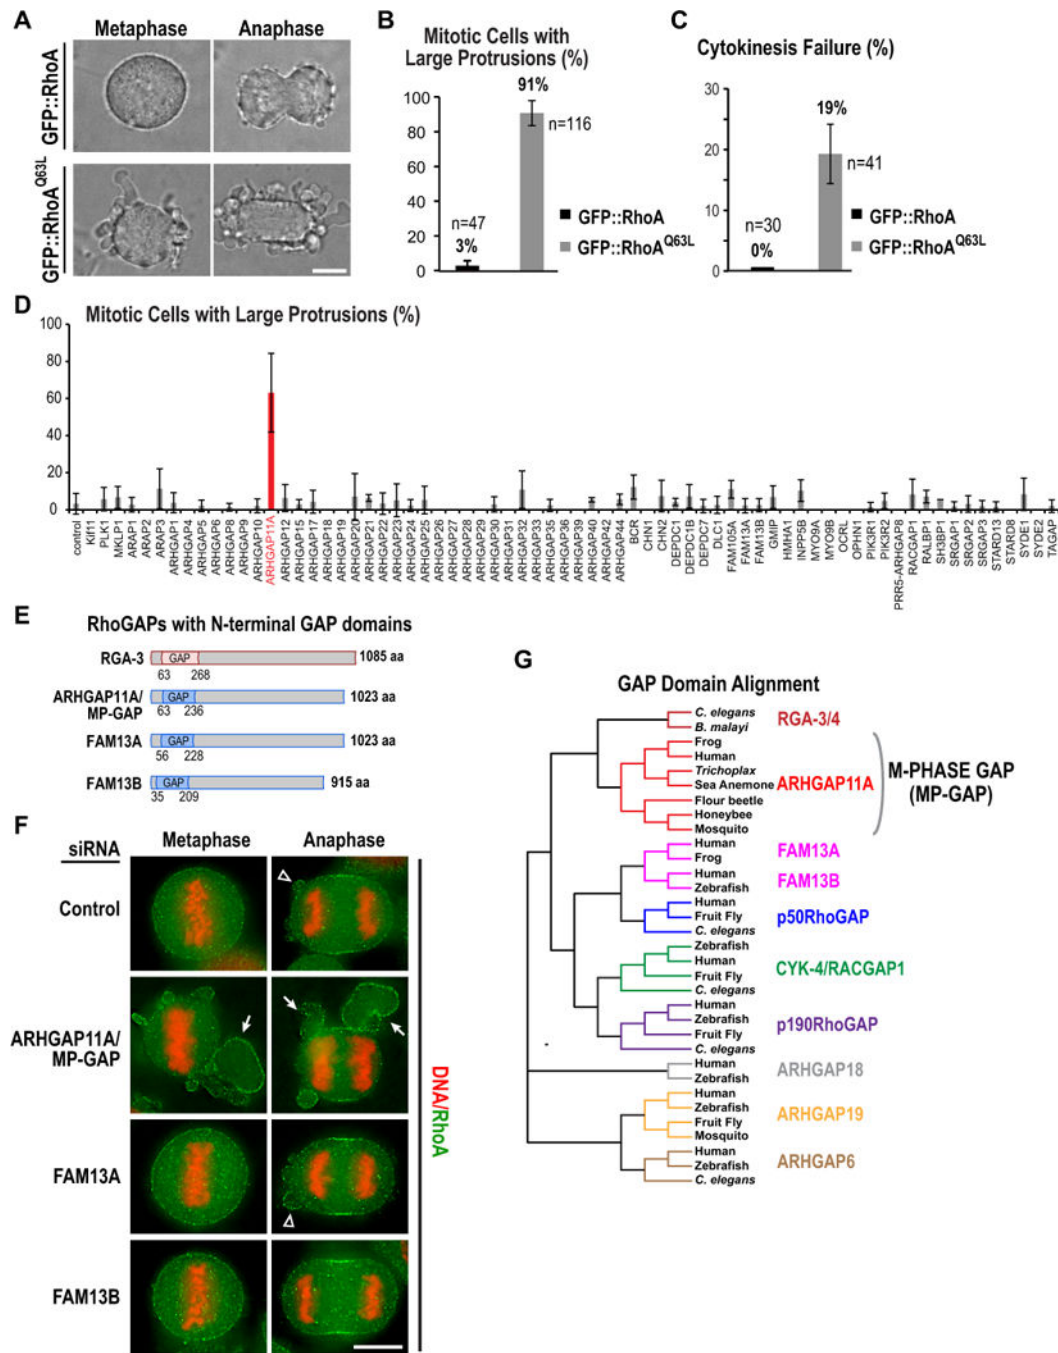 A
Metaphase
Anaphase
GFP::RhoA
GFP::RhoA^Q63L
B
Mitotic Cells with
Large Protrusions (%)
100
80
60
40
20
0
n=47
3%
91%
n=116
GFP::RhoA
GFP::RhoA^Q63L
C
Cytokinesis Failure (%)
30
20
10
0
n=30
0%
19%
n=41
GFP::RhoA
GFP::RhoA^Q63L
D
Mitotic Cells with Large Protrusions (%)
100
80
60
40
20
0
control
Kif11
PLK1
MKLP1
ARAP1
ARAP2
ARAP3
ARHGAP1
ARHGAP4
ARHGAP5
ARHGAP6
ARHGAP8
ARHGAP9
ARHGAP10
ARHGAP11A
ARHGAP12
ARHGAP15
ARHGAP17
ARHGAP18
ARHGAP19
ARHGAP20
ARHGAP21
ARHGAP22
ARHGAP23
ARHGAP24
ARHGAP25
ARHGAP26
ARHGAP27
ARHGAP28
ARHGAP29
ARHGAP30
ARHGAP31
ARHGAP32
ARHGAP33
ARHGAP35
ARHGAP36
ARHGAP39
ARHGAP40
ARHGAP42
ARHGAP44
BCR
CHN1
CHN2
DEPDC1
DEPDC1B
DEPDC7
DLC1
FAM105A
FAM13A
FAM13B
GMIP
HMHA1
INPP5B
MYO9A
MYO9B
OCRL
OPHN1
PIK3R1
PIK3R2
PRR5-ARHGAP8
RACGAP1
RALBP1
SH3BP1
SRGAP1
SRGAP2
SRGAP3
STARD13
STARD8
SYDE1
SYDE2
TAGAP
E
RhoGAPs with N-terminal GAP domains
RGA-3
GAP
1085 aa
63
268
ARHGAP11A/
MP-GAP
GAP
1023 aa
63
236
FAM13A
GAP
1023 aa
56
228
FAM13B
GAP
915 aa
35
209
F
siRNA
Metaphase
Anaphase
Control
ARHGAP11A/
MP-GAP
FAM13A
FAM13B
DNA/RhoA
G
GAP Domain Alignment
C. elegans
B. malayi
RGA-3/4
Frog
Human
Trichoplax
Sea Anemone
Flour beetle
Honeybee
Mosquito
ARHGAP11A
M-PHASE GAP
(MP-GAP)
Human
Frog
FAM13A
Human
Zebrafish
FAM13B
Human
Fruit Fly
C. elegans
p50RhoGAP
Zebrafish
Human
Fruit Fly
C. elegans
CYK-4/RACGAP1
Human
Zebrafish
Fruit Fly
C. elegans
p190RhoGAP
Human
Zebrafish
ARHGAP18
Human
Zebrafish
Fruit Fly
Mosquito
ARHGAP19
Human
Zebrafish
C. elegans
ARHGAP6